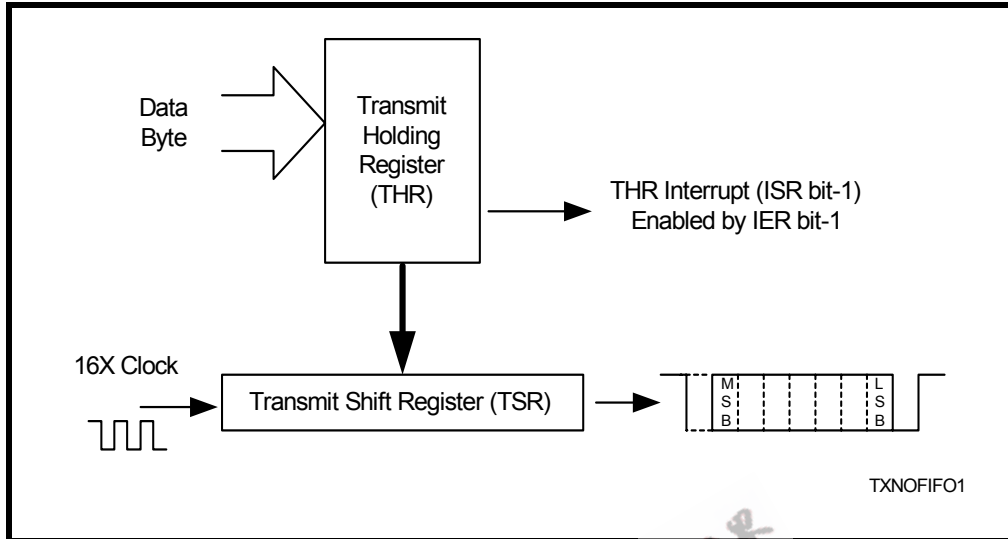 Data
Byte
Transmit
Holding
Register
(THR)
THR Interrupt (ISR bit-1)
Enabled by IER bit-1
16X Clock
Transmit Shift Register (TSR)
M
S
B
L
S
B
TXNOFIFO1